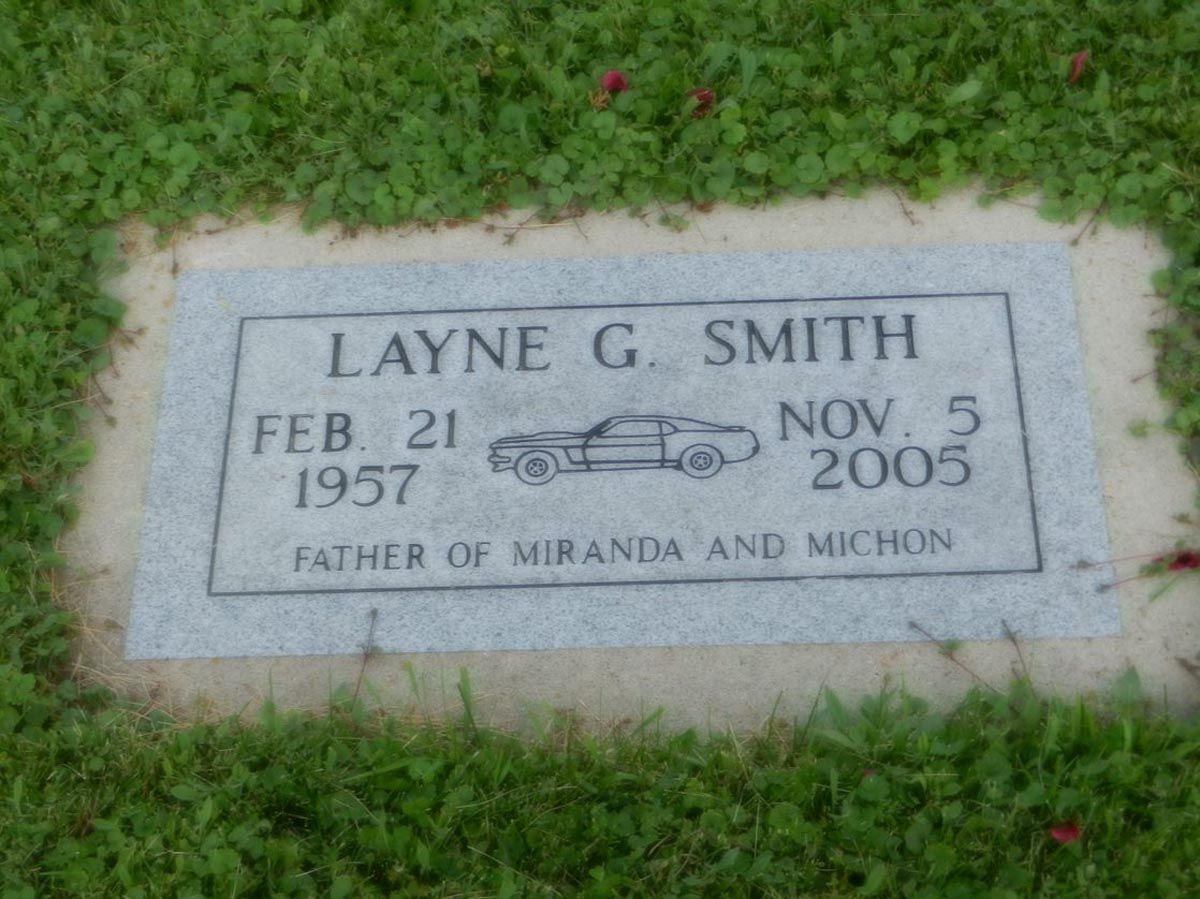 LAYNE G. SMITH
FEB. 21 NOV. 5
1957 2005
FATHER OF MIRANDA AND MICHON